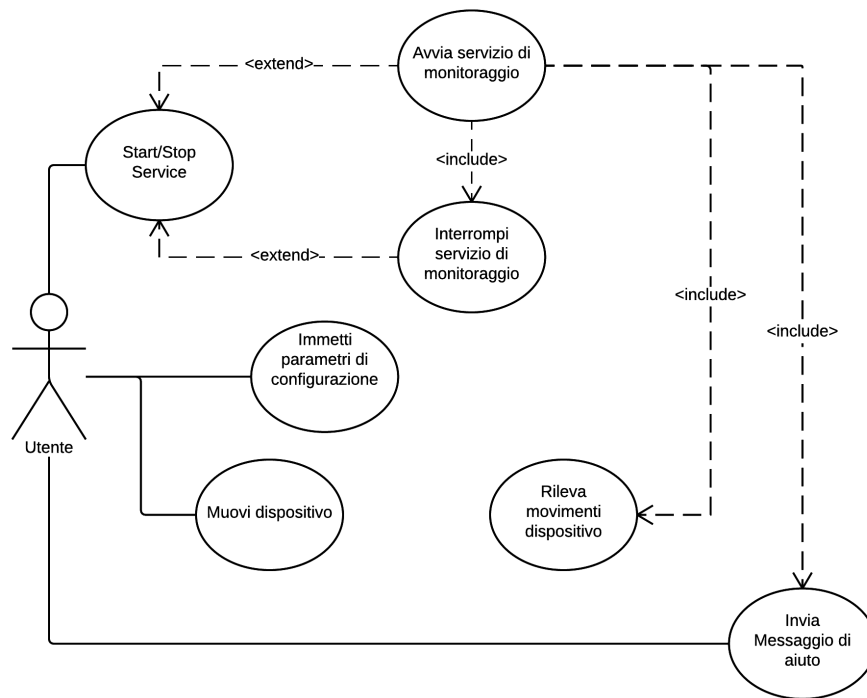 Avvia servizio di
monitoraggio
<extend>
Start/Stop
Service
<include>
Interrompi
servizio di
monitoraggio
<extend>
<include>
<include>
Immetti
parametri di
configurazione
Utente
Muovi dispositivo
Rileva
movimenti
dispositivo
Invia
Messaggio di
aiuto